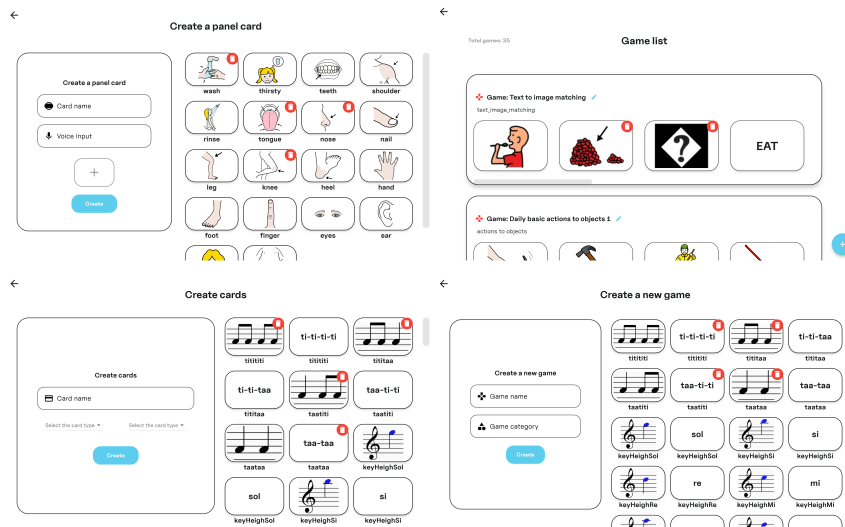 Create a panel card
Create a panel card
Card name
Voice input
+
Create
wash thirsty teeth shoulder
rinse tongue nose nail
leg knee heel hand
foot finger eyes ear
Total games: 35
Game list
Game: Text to image matching
text_image_matching
?
EAT
Game: Daily basic actions to objects 1
actions to objects
+
Create cards
Create cards
Card name
Select the card type Select the card type
Create
ti-ti-ti-ti
titititi titititi tititaa
ti-ti-taa taa-ti-ti
tititaa taatiti taatiti
taa-taa
taataa taataa keyHeighSol
sol si
keyHeighSol keyHeighSi keyHeighSi
Create a new game
Create a new game
Game name
Game category
Create
ti-ti-ti-ti ti-ti-taa
titititi titititi tititaa tititaa
taa-ti-ti taa-taa
taatiti taatiti taataa taataa
sol si
keyHeighSol keyHeighSol keyHeighSi keyHeighSi
re mi
keyHeighRe keyHeighRe keyHeighMi keyHeighMi